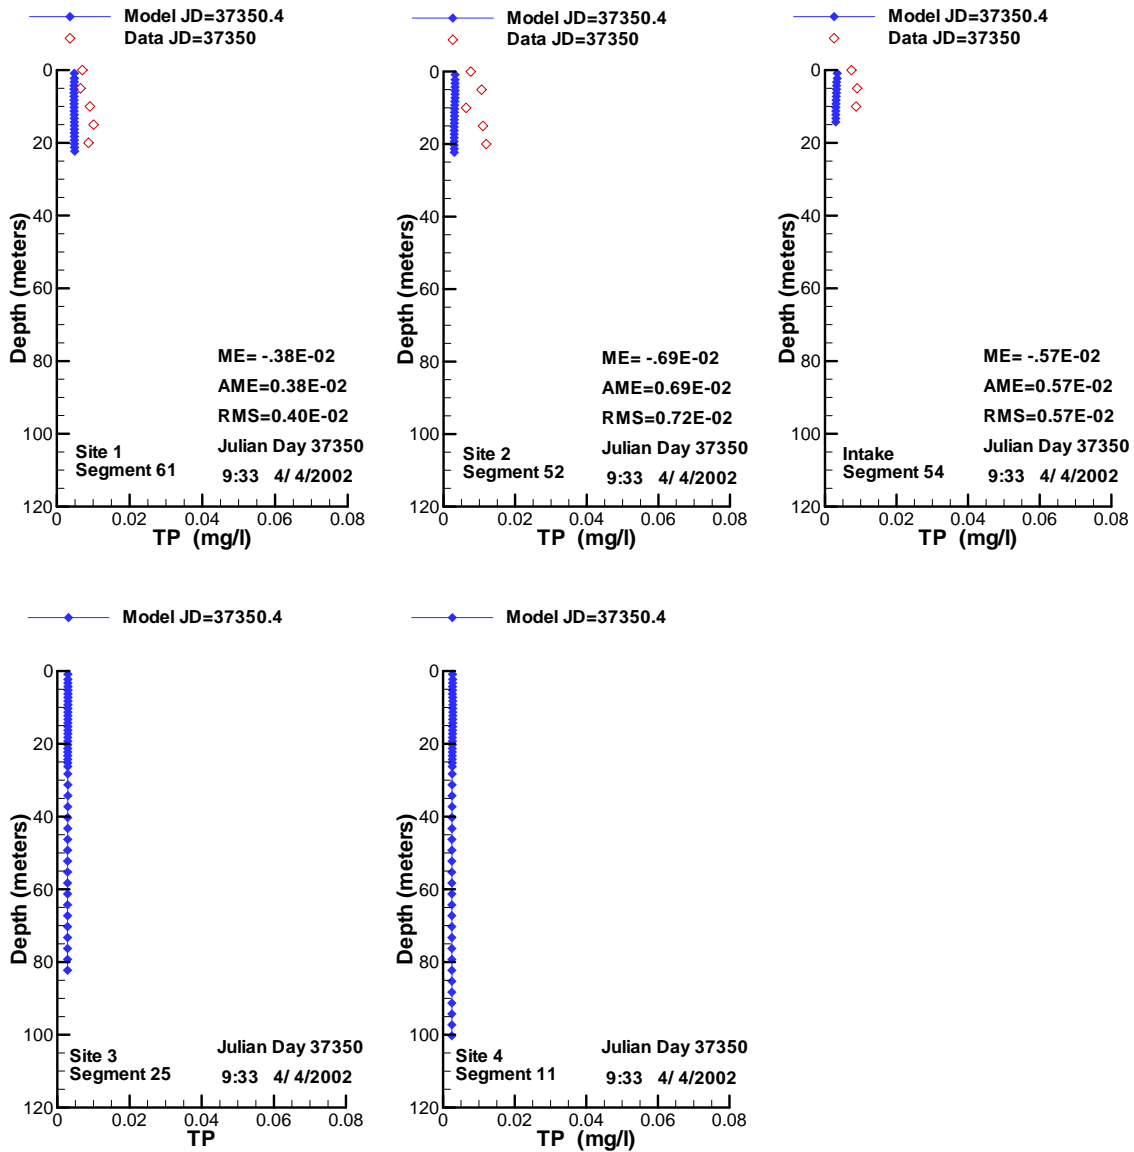 Model JD=37350.4
Data JD=37350
0
20
40
60
80
100
120
Depth (meters)
ME= -.38E-02
AME=0.38E-02
RMS=0.40E-02
Julian Day 37350
9:33 4/ 4/2002
Site 1
Segment 61
0 0.02 0.04 0.06 0.08
TP (mg/l)
Model JD=37350.4
Data JD=37350
0
20
40
60
80
100
120
Depth (meters)
ME= -.69E-02
AME=0.69E-02
RMS=0.72E-02
Julian Day 37350
9:33 4/ 4/2002
Site 2
Segment 52
0 0.02 0.04 0.06 0.08
TP (mg/l)
Model JD=37350.4
Data JD=37350
0
20
40
60
80
100
120
Depth (meters)
ME= -.57E-02
AME=0.57E-02
RMS=0.57E-02
Julian Day 37350
9:33 4/ 4/2002
Intake
Segment 54
0 0.02 0.04 0.06 0.08
TP (mg/l)
Model JD=37350.4
0
20
40
60
80
100
120
Depth (meters)
Julian Day 37350
9:33 4/ 4/2002
Site 3
Segment 25
0 0.02 0.04 0.06 0.08
TP
Model JD=37350.4
0
20
40
60
80
100
120
Depth (meters)
Julian Day 37350
9:33 4/ 4/2002
Site 4
Segment 11
0 0.02 0.04 0.06 0.08
TP (mg/l)